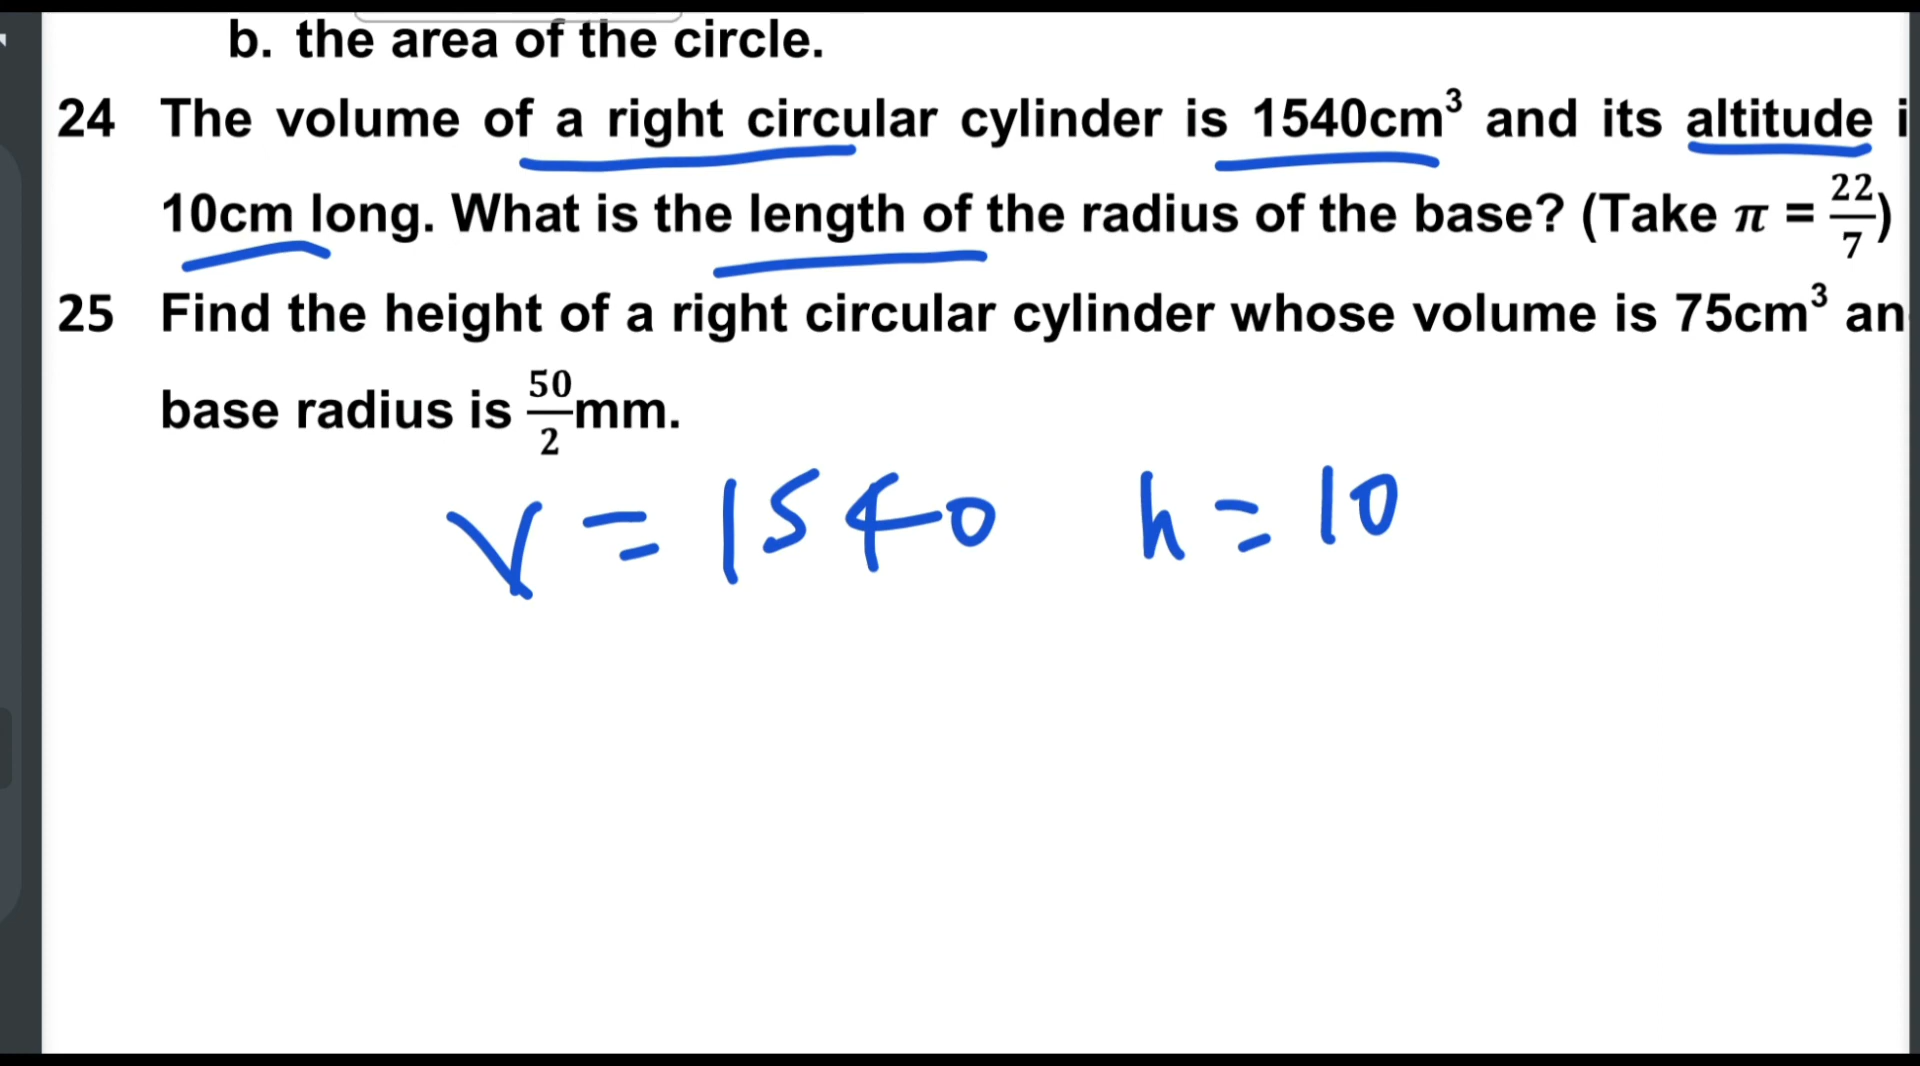 b. the area of the circle.
24 The volume of a right circular cylinder is 1540cm³ and its altitude i
10cm long. What is the length of the radius of the base? (Take π = 22/7)
25 Find the height of a right circular cylinder whose volume is 75cm³ an
base radius is 50/2 mm.
V = 1540 h = 10